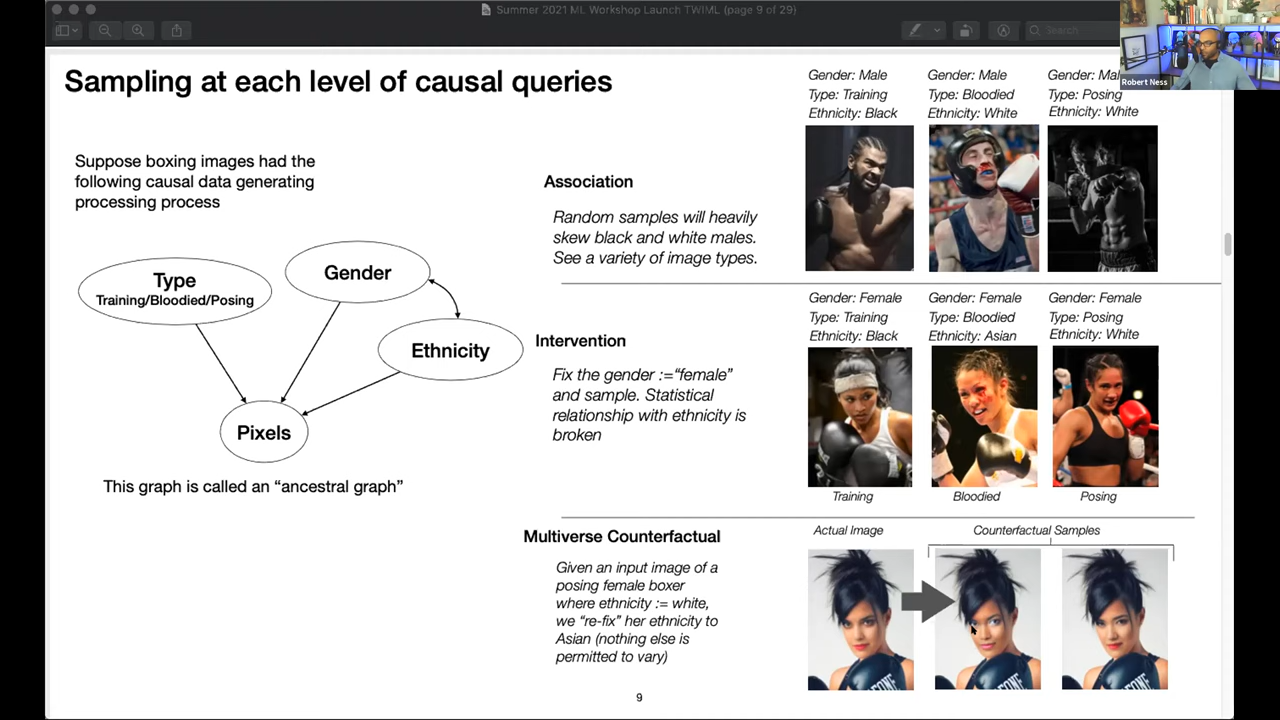 Summer 2021 ML Workshop Launch TWIML (page 9 of 29)
Search
Robert Ness
Sampling at each level of causal queries
Suppose boxing images had the
following causal data generating
processing process
Type
Training/Bloodied/Posing
Gender
Ethnicity
Pixels
This graph is called an “ancestral graph”
Association
Random samples will heavily
skew black and white males.
See a variety of image types.
Gender: Male
Type: Training
Ethnicity: Black
Gender: Male
Type: Bloodied
Ethnicity: White
Gender: Mal
Type: Posing
Ethnicity: White
Intervention
Fix the gender :=“female”
and sample. Statistical
relationship with ethnicity is
broken
Gender: Female
Type: Training
Ethnicity: Black
Gender: Female
Type: Bloodied
Ethnicity: Asian
Gender: Female
Type: Posing
Ethnicity: White
Training
Bloodied
Posing
Multiverse Counterfactual
Given an input image of a
posing female boxer
where ethnicity := white,
we “re-fix” her ethnicity to
Asian (nothing else is
permitted to vary)
Actual Image
Counterfactual Samples
9